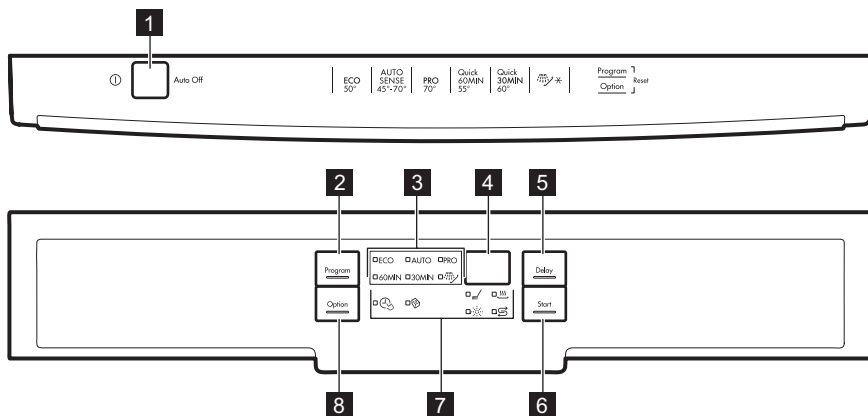 1
Auto Off
ECO
50°
AUTO
SENSE
45°-70°
PRO
70°
Quick
60MIN
55°
Quick
30MIN
60°
Program
Option
Reset
2
3
4
5
Program
ECO
AUTO
PRO
Delay
60MIN
30MIN
Option
Start
8
7
6